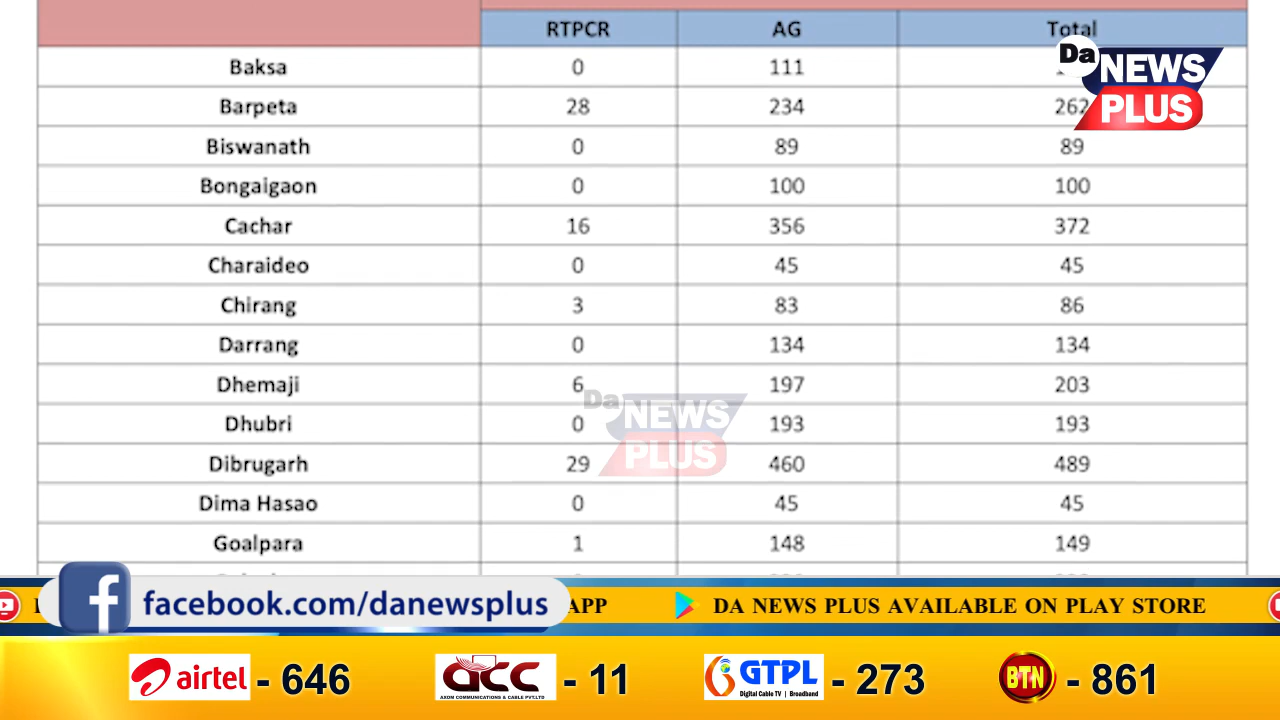 RTPCR AG Total
Da NEWS PLUS
Baksa 0 111
Barpeta 28 234 262
Biswanath 0 89 89
Bongaigaon 0 100 100
Cachar 16 356 372
Charaideo 0 45 45
Chirang 3 83 86
Darrang 0 134 134
Dhemaji 6 197 203
Dhubri 0 193 193
Da NEWS PLUS
Dibrugarh 29 460 489
Dima Hasao 0 45 45
Goalpara 1 148 149
facebook.com/danewsplus APP DA NEWS PLUS AVAILABLE ON PLAY STORE
airtel - 646 ACC AXOM COMMUNICATIONS & CABLE PVT.LTD - 11 GTPL Digital Cable TV | Broadband - 273 BTN - 861